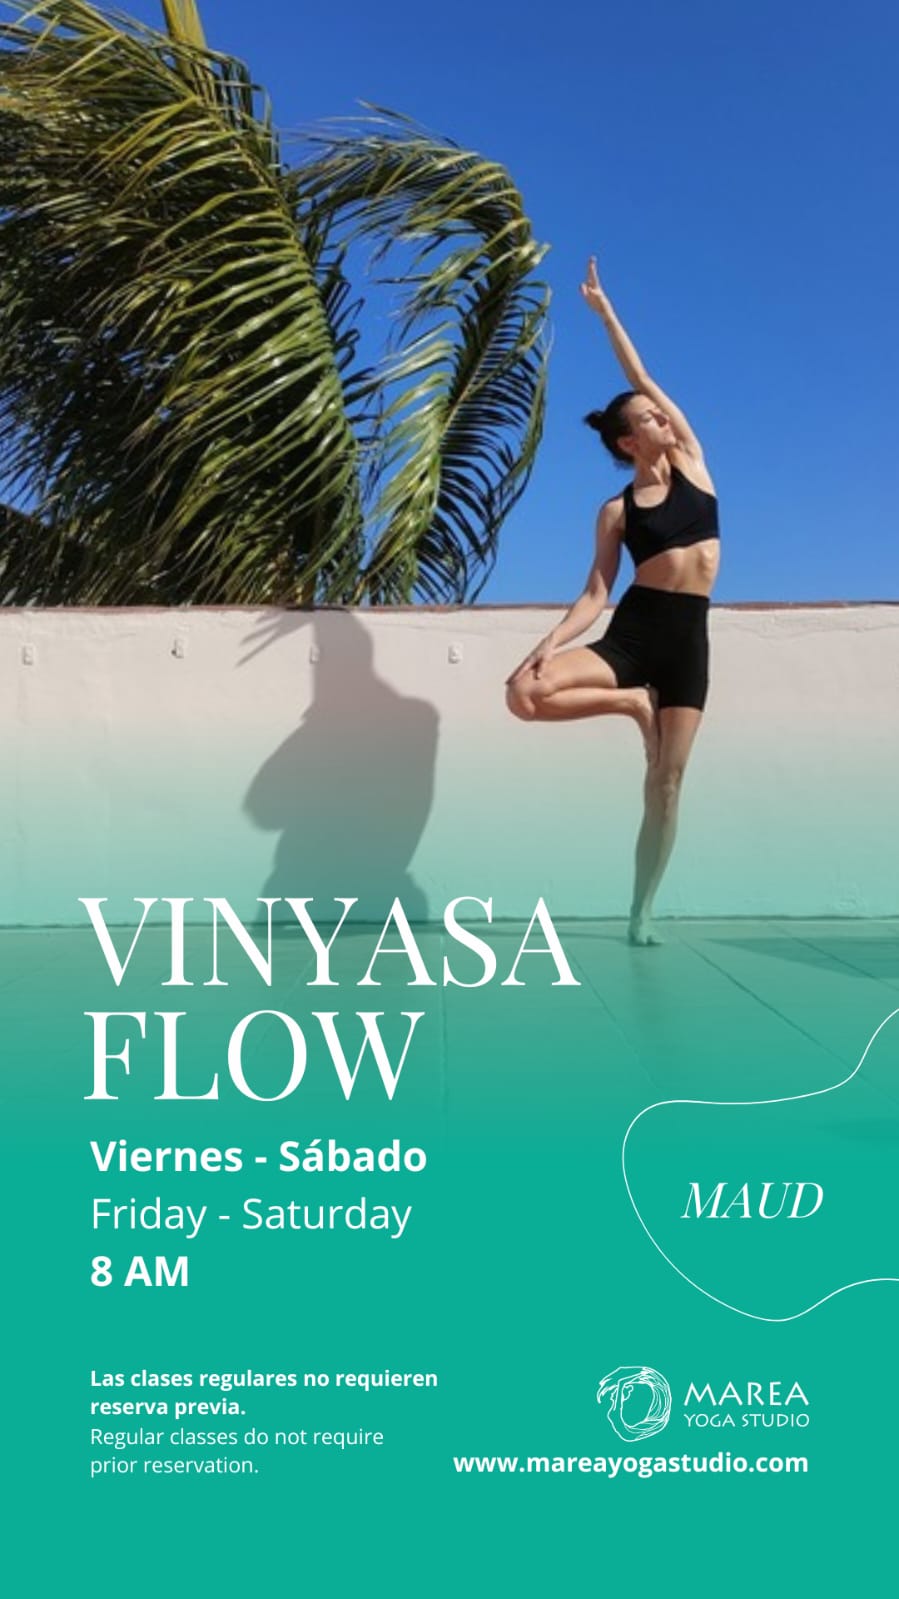 VINYASA
FLOW
Viernes - Sábado
Friday - Saturday
8 AM
MAUD
Las clases regulares no requieren
reserva previa.
Regular classes do not require
prior reservation.
MAREA
YOGA STUDIO
www.mareayogastudio.com